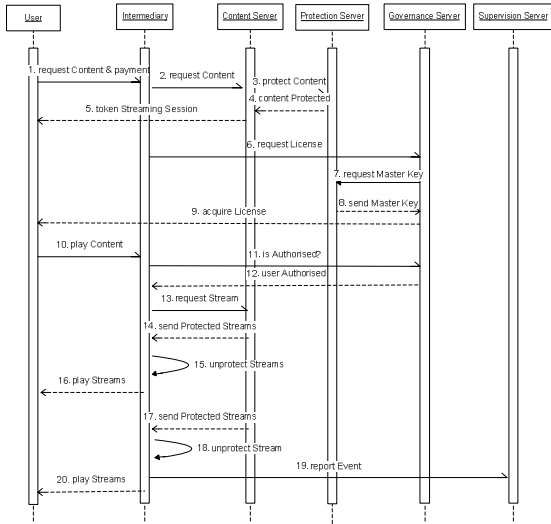 User
Intermediary
Content Server
Protection Server
Governance Server
Supervision Server
1. request Content & payment
2. request Content
3. protect Content
4. content Protected
5. token Streaming Session
6. request License
7. request Master Key
8. send Master Key
9. acquire License
10. play Content
11. is Authorised?
12. user Authorised
13. request Stream
14. send Protected Streams
15. unprotect Streams
16. play Streams
17. send Protected Streams
18. unprotect Stream
19. report Event
20. play Streams